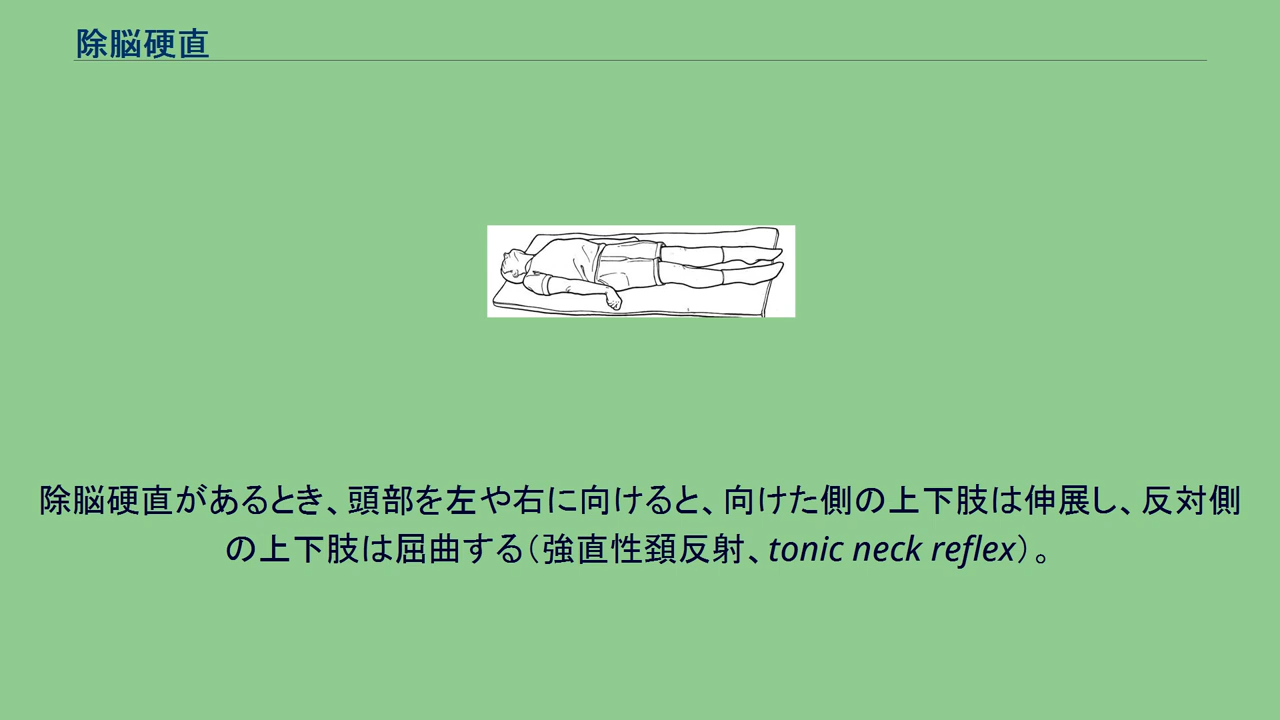 除脳硬直
除脳硬直があるとき、頭部を左や右に向けると、向けた側の上下肢は伸展し、反対側
の上下肢は屈曲する（強直性頚反射、tonic neck reflex）。